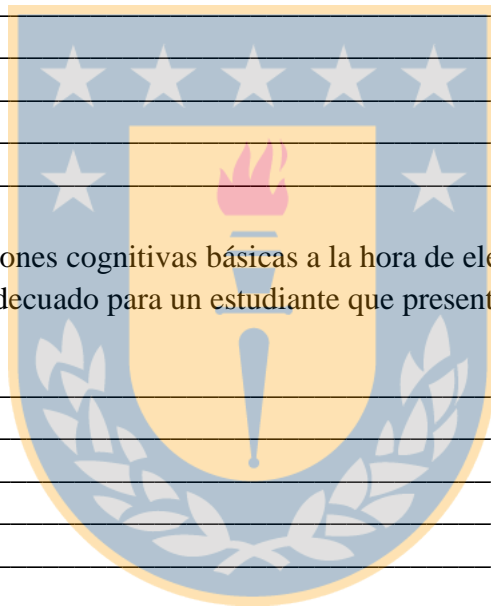 ones cognitivas básicas a la hora de ele
decuado para un estudiante que present